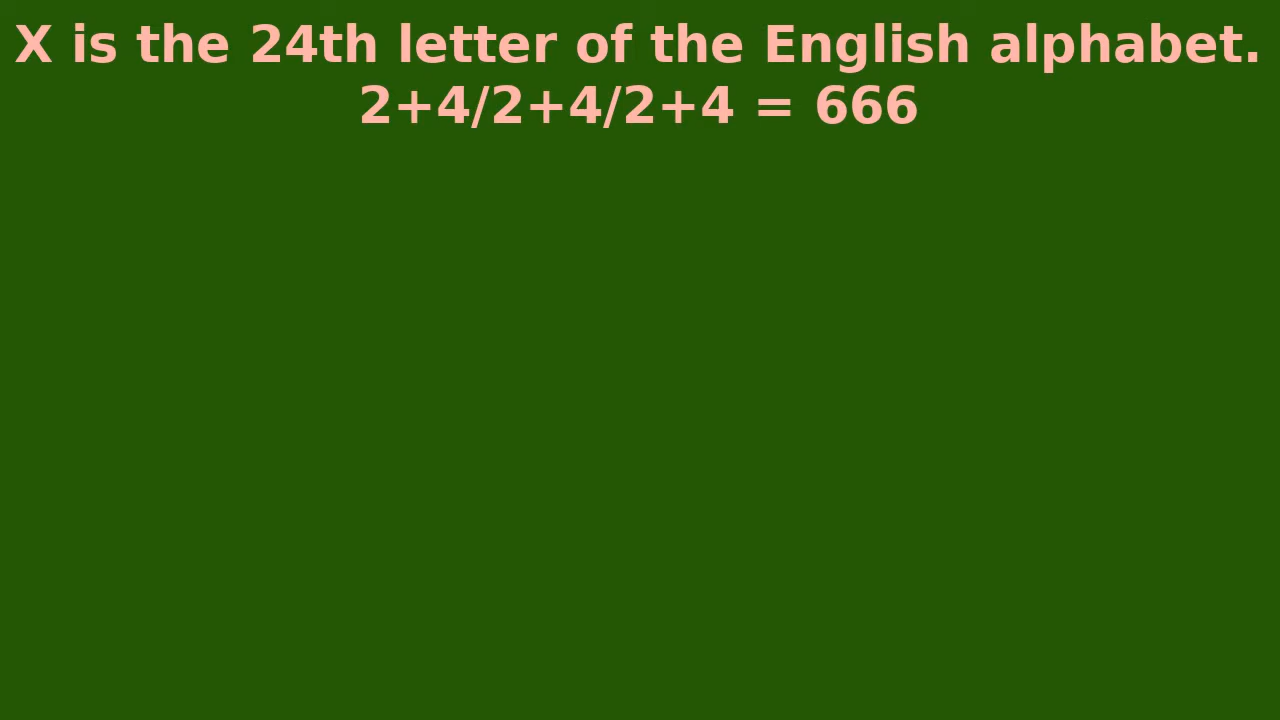 X is the 24th letter of the English alphabet.
2+4/2+4/2+4 = 666